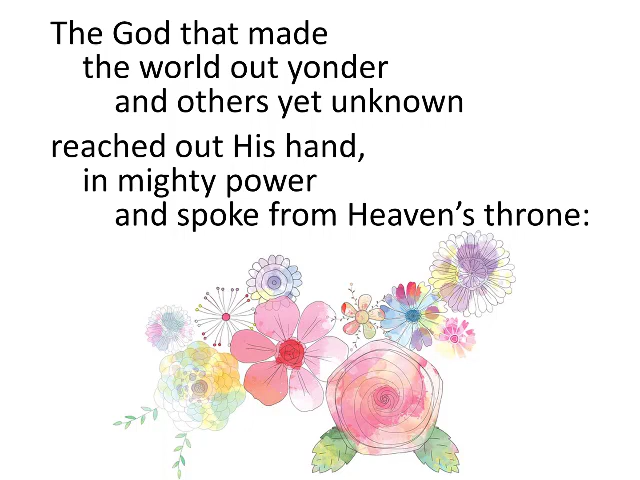 The God that made
the world out yonder
and others yet unknown
reached out His hand,
in mighty power
and spoke from Heaven’s throne: